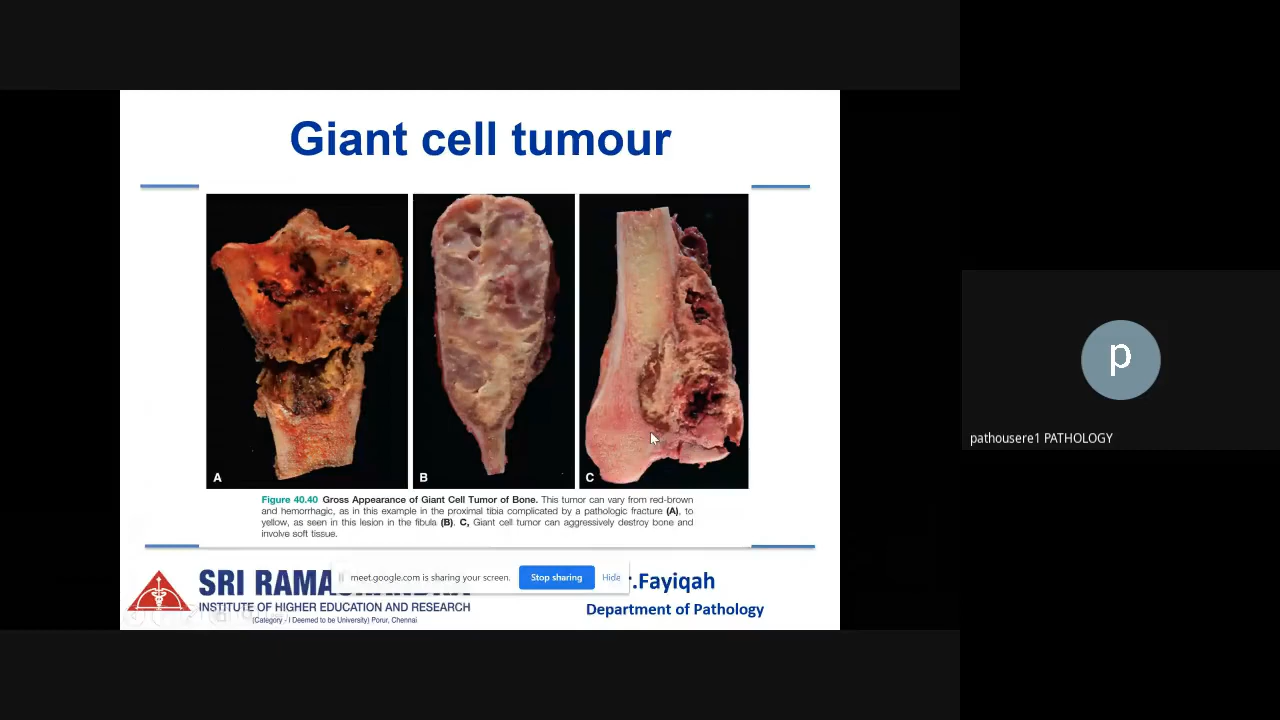 Giant cell tumour
A
B
C
Figure 40.40 Gross Appearance of Giant Cell Tumor of Bone. This tumor can vary from red-brown
and hemorrhagic, as in this example in the proximal tibia complicated by a pathologic fracture (A), to
yellow, as seen in this lesion in the fibula (B). C, Giant cell tumor can aggressively destroy bone and
involve soft tissue.
meet.google.com is sharing your screen. Stop sharing Hide
SRI RAMA
INSTITUTE OF HIGHER EDUCATION AND RESEARCH
(Category - I Deemed to be University) Porur, Chennai
r.Fayiqah
Department of Pathology
p
pathousere1 PATHOLOGY